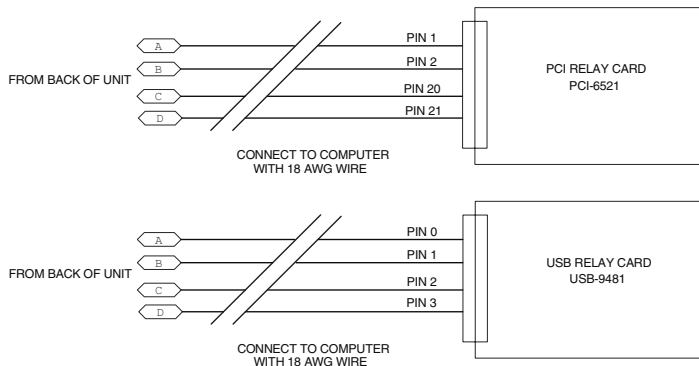 A
PIN 1
B
PIN 2
FROM BACK OF UNIT
C
PIN 20
D
PIN 21
PCI RELAY CARD
PCI-6521
CONNECT TO COMPUTER
WITH 18 AWG WIRE
A
PIN 0
B
PIN 1
FROM BACK OF UNIT
C
PIN 2
D
PIN 3
USB RELAY CARD
USB-9481
CONNECT TO COMPUTER
WITH 18 AWG WIRE